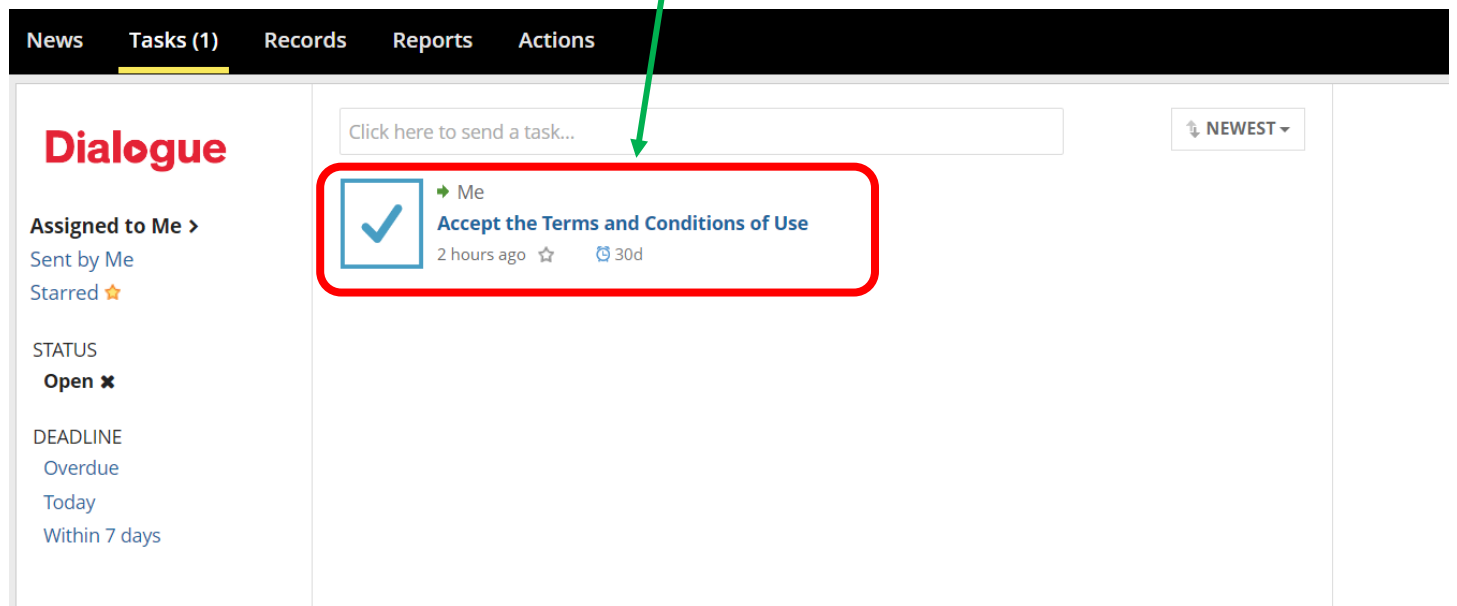 News Tasks (1) Records Reports Actions
Dialogue
Assigned to Me >
Sent by Me
Starred
STATUS
Open ✖
DEADLINE
Overdue
Today
Within 7 days
Click here to send a task...
NEWEST
Me
Accept the Terms and Conditions of Use
2 hours ago 30d